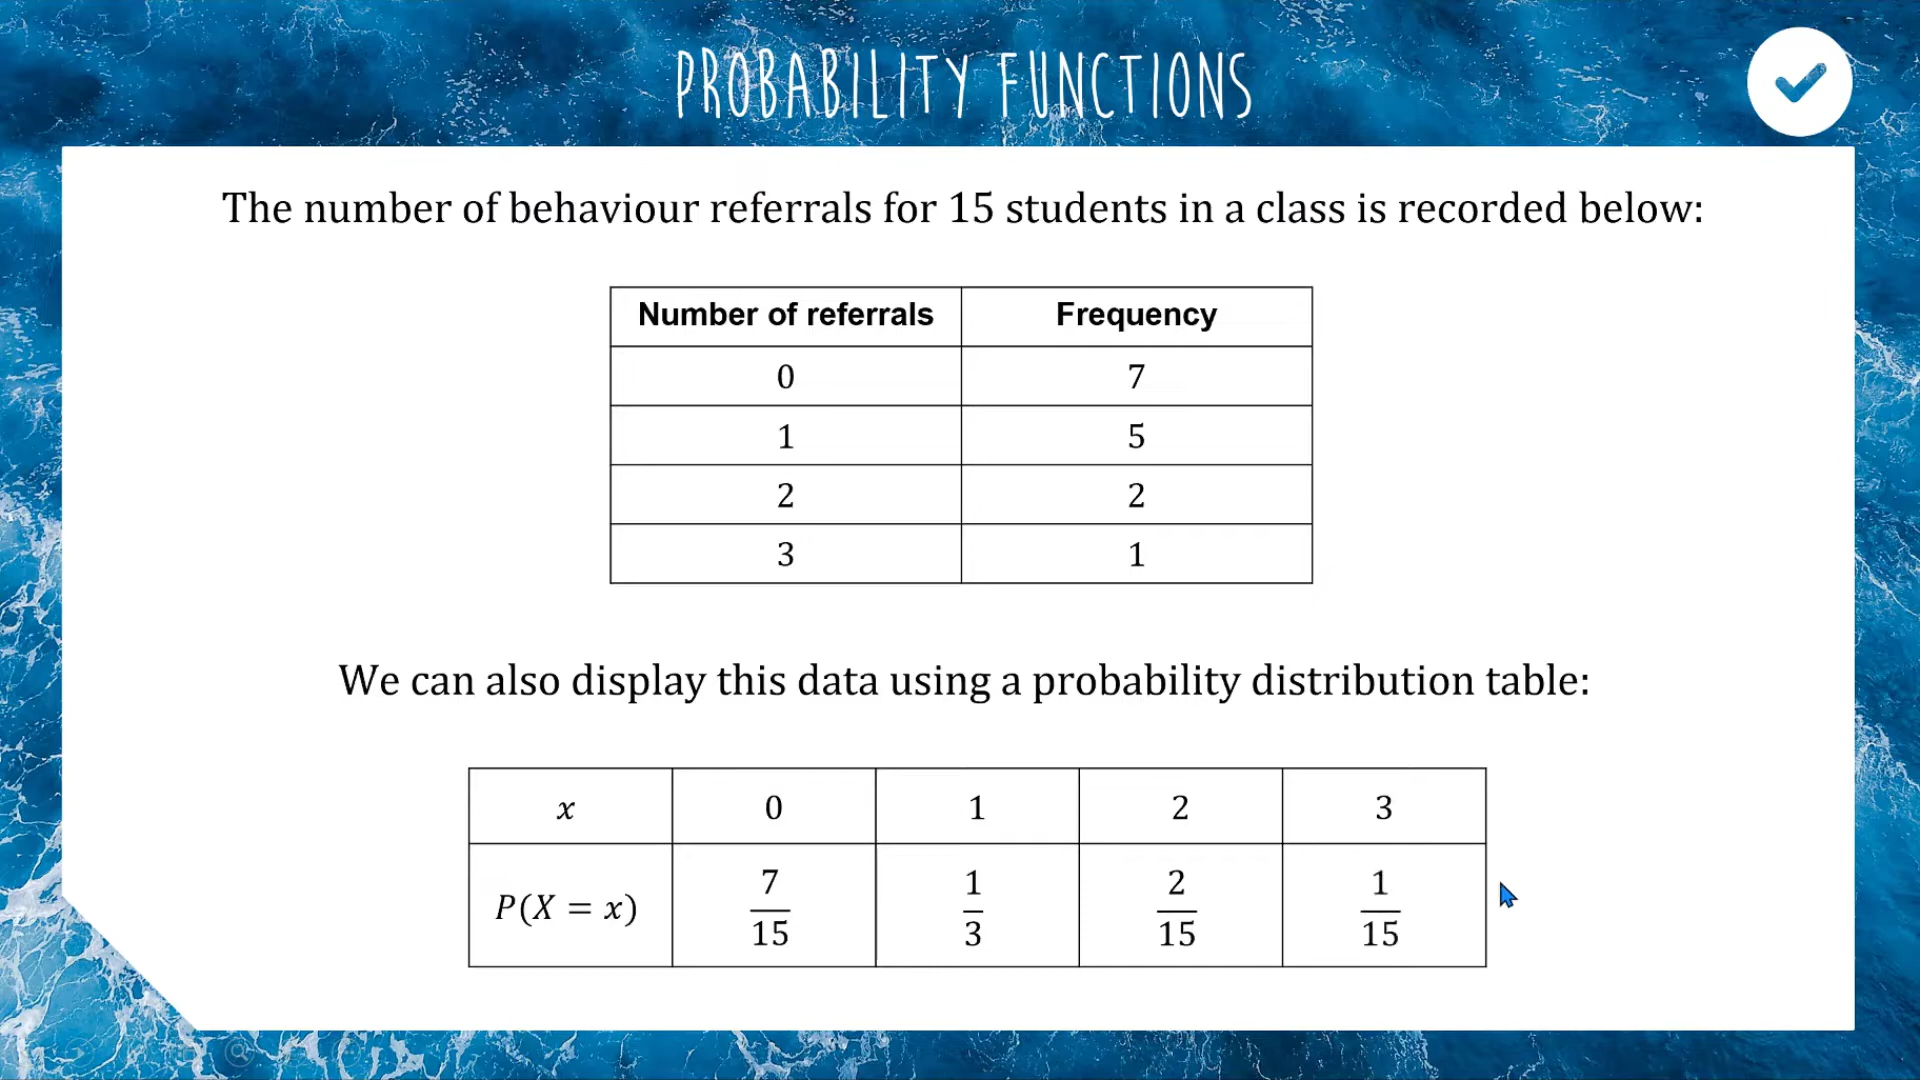 PROBABILITY FUNCTIONS
The number of behaviour referrals for 15 students in a class is recorded below:
Number of referrals Frequency
0 7
1 5
2 2
3 1
We can also display this data using a probability distribution table:
x 0 1 2 3
P(X = x) 7/15 1/3 2/15 1/15